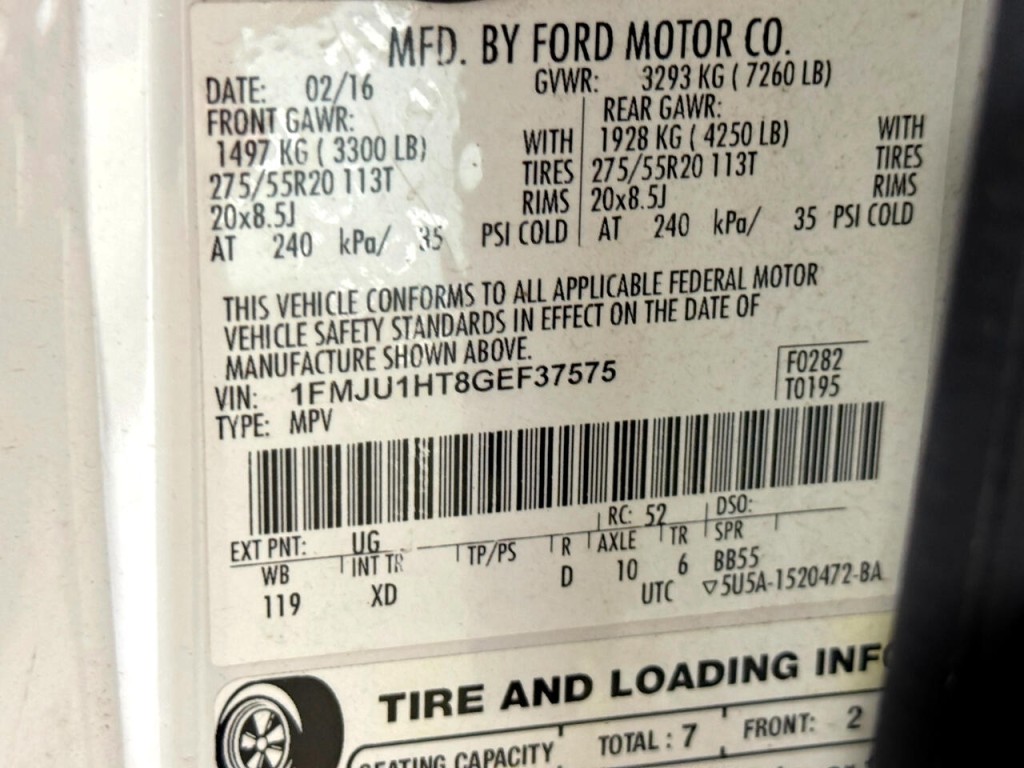 MFD. BY FORD MOTOR CO.
DATE: 02/16 GVWR: 3293 KG ( 7260 LB)
FRONT GAWR: REAR GAWR:
1497 KG ( 3300 LB) WITH 1928 KG ( 4250 LB) WITH
275/55R20 113T TIRES 275/55R20 113T TIRES
20x8.5J RIMS 20x8.5J RIMS
AT 240 kPa/ 35 PSI COLD AT 240 kPa/ 35 PSI COLD
THIS VEHICLE CONFORMS TO ALL APPLICABLE FEDERAL MOTOR
VEHICLE SAFETY STANDARDS IN EFFECT ON THE DATE OF
MANUFACTURE SHOWN ABOVE.
VIN: 1FMJU1HT8GEF37575 F0282
TYPE: MPV T0195
EXT PNT: UG RC: 52 DSO:
WB INT TR TP/PS R AXLE TR SPR
119 XD D 10 6 BB55
UTC ▽5U5A-1520472-BA
TIRE AND LOADING
SEATING CAPACITY TOTAL : 7 FRONT: 2